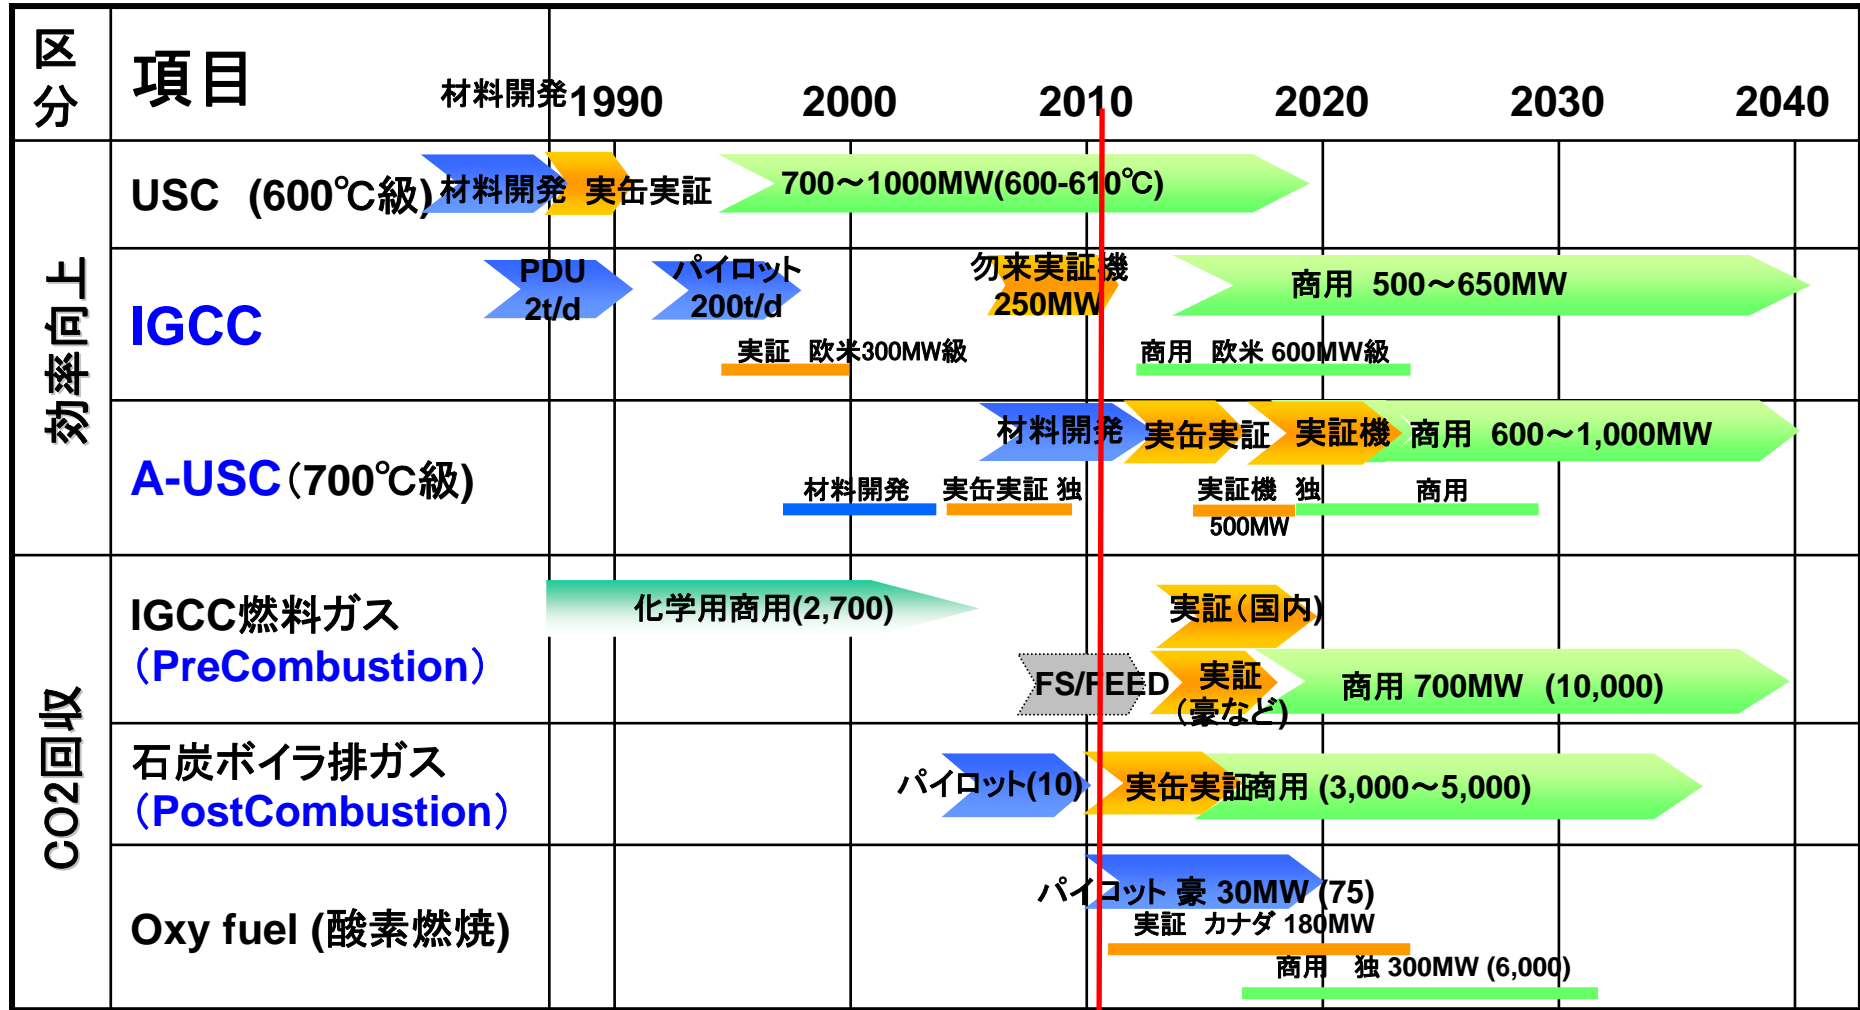 区分
項目
材料開発
1990
2000
2010
2020
2030
2040
効率向上
USC (600℃級)
材料開発
実缶実証
700～1000MW(600-610℃)
IGCC
PDU
2t/d
パイロット
200t/d
勿来実証機
250MW
商用 500～650MW
実証 欧米300MW級
商用 欧米 600MW級
A-USC（700℃級)
材料開発
実缶実証
実証機
商用 600～1,000MW
材料開発
実缶実証 独
実証機 独
500MW
商用
CO2回収
IGCC燃料ガス
（PreCombustion）
化学用商用(2,700)
実証（国内)
FS/FEED
実証
（豪など)
商用 700MW (10,000)
石炭ボイラ排ガス
（PostCombustion）
パイロット(10)
実缶実証
商用 (3,000～5,000)
Oxy fuel (酸素燃焼)
パイロット 豪 30MW (75)
実証 カナダ 180MW
商用 独 300MW (6,000)